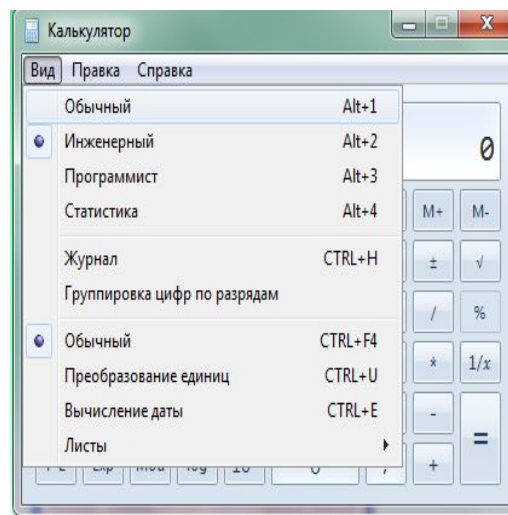 Калькулятор
Вид Правка Справка
Обычный Alt+1
Инженерный Alt+2
Программист Alt+3
Статистика Alt+4
Журнал CTRL+H
Группировка цифр по разрядам
Обычный CTRL+F4
Преобразование единиц CTRL+U
Вычисление даты CTRL+E
Листы
0
M+ M-
± √
/ %
* 1/x
- =
+